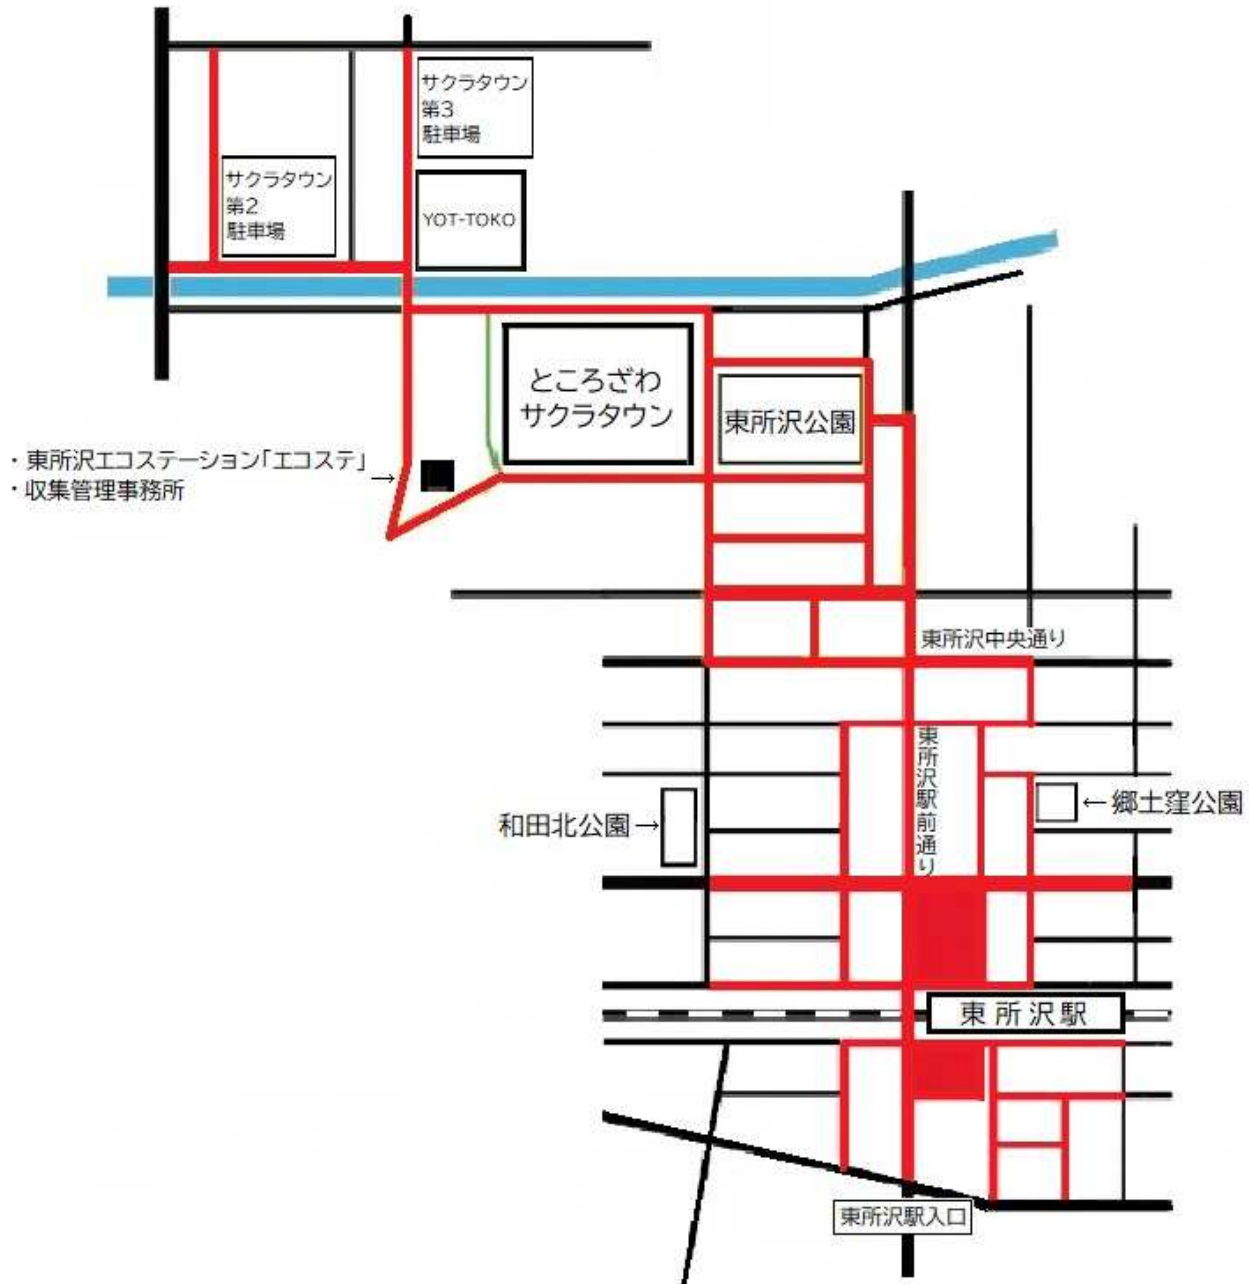 サクラタウン
第3
駐車場
サクラタウン
第2
駐車場
YOT-TOKO
ところざわ
サクラタウン
東所沢公園
・東所沢エコステーション「エコステ」→
・収集管理事務所
東所沢中央通り
東所沢駅前通り
和田北公園→
←郷土窪公園
東所沢駅
東所沢駅入口